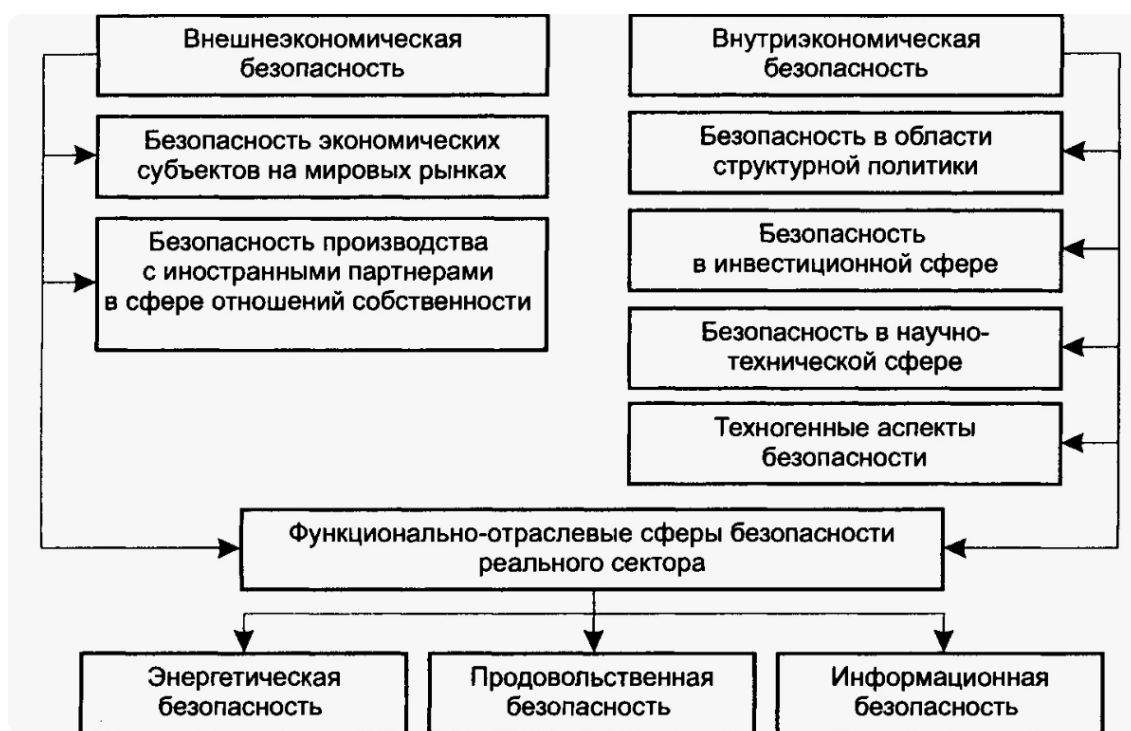 Внешнеэкономическая
безопасность
Безопасность экономических
субъектов на мировых рынках
Безопасность производства
с иностранными партнерами
в сфере отношений собственности
Внутриэкономическая
безопасность
Безопасность в области
структурной политики
Безопасность
в инвестиционной сфере
Безопасность в научно-
технической сфере
Техногенные аспекты
безопасности
Функционально-отраслевые сферы безопасности
реального сектора
Энергетическая
безопасность
Продовольственная
безопасность
Информационная
безопасность